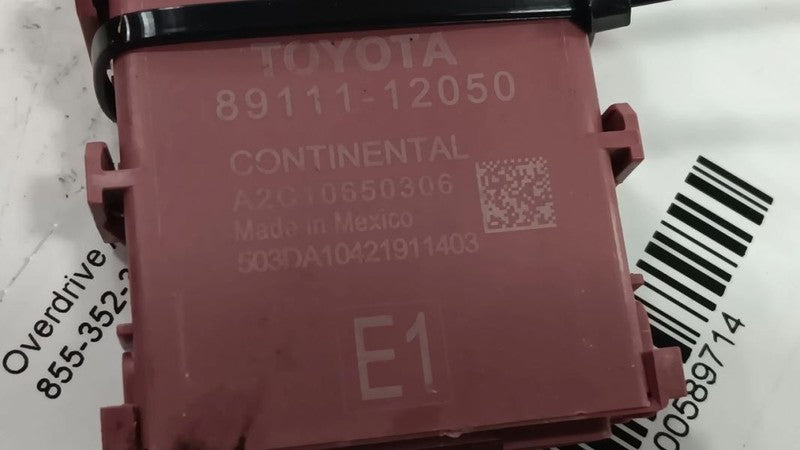 TOYOTA
89111-12050
CONTINENTAL
A2C10650306
Made in Mexico
503DA10421911403
E1
Overdrive
855-352-
00589714